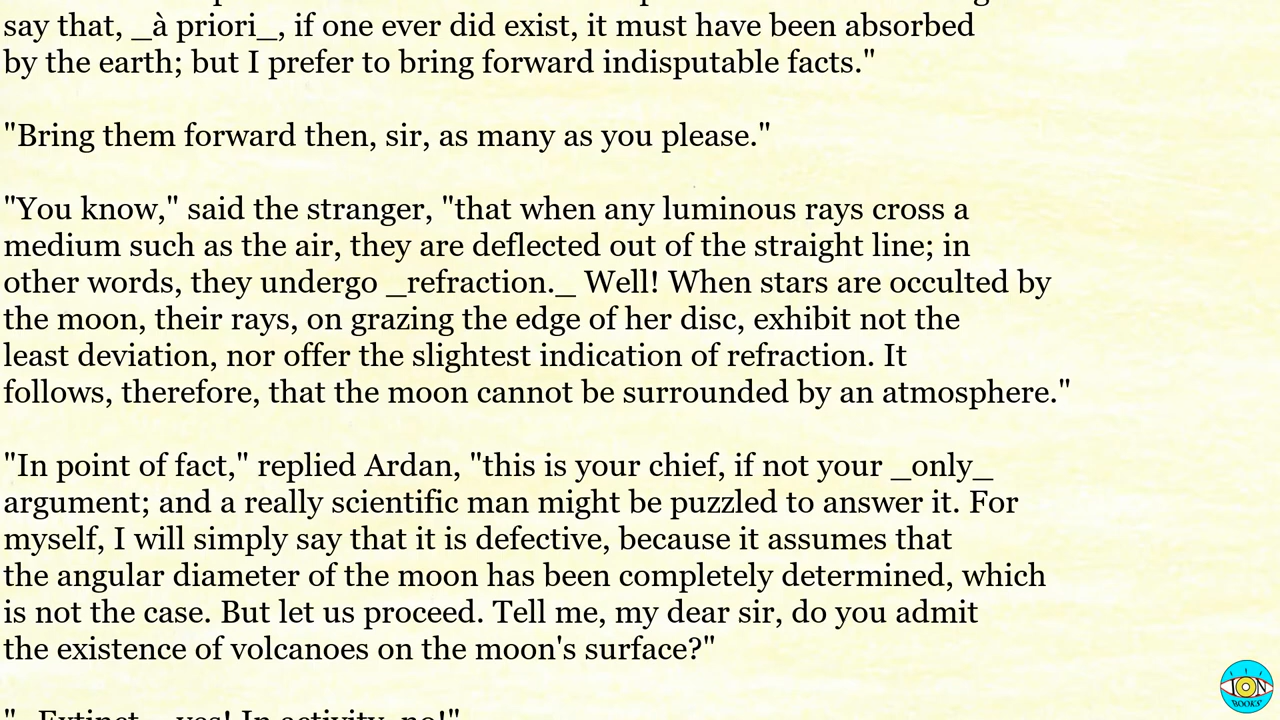 say that, _à priori_, if one ever did exist, it must have been absorbed
by the earth; but I prefer to bring forward indisputable facts."
"Bring them forward then, sir, as many as you please."
"You know," said the stranger, "that when any luminous rays cross a
medium such as the air, they are deflected out of the straight line; in
other words, they undergo _refraction._ Well! When stars are occulted by
the moon, their rays, on grazing the edge of her disc, exhibit not the
least deviation, nor offer the slightest indication of refraction. It
follows, therefore, that the moon cannot be surrounded by an atmosphere."
"In point of fact," replied Ardan, "this is your chief, if not your _only_
argument; and a really scientific man might be puzzled to answer it. For
myself, I will simply say that it is defective, because it assumes that
the angular diameter of the moon has been completely determined, which
is not the case. But let us proceed. Tell me, my dear sir, do you admit
the existence of volcanoes on the moon's surface?"
"_Extinct_, yes! In activity, no!"
ION
BOOKS